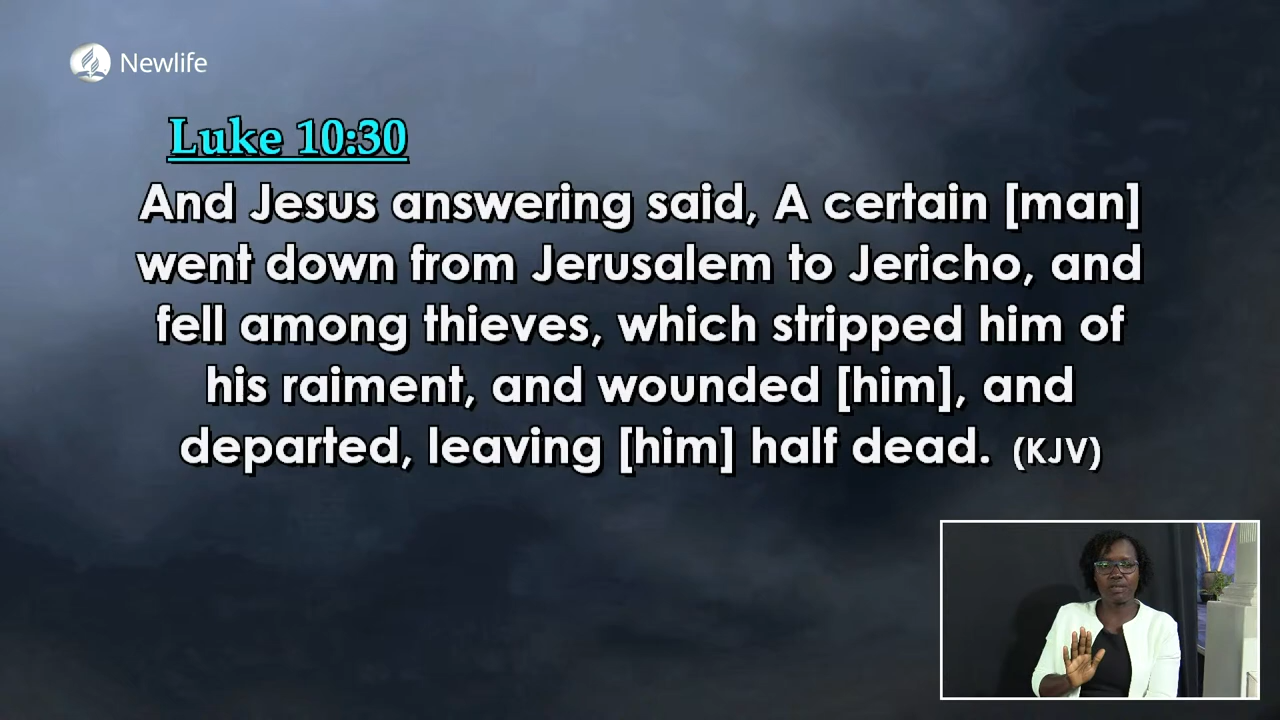 Newlife
Luke 10:30
And Jesus answering said, A certain [man]
went down from Jerusalem to Jericho, and
fell among thieves, which stripped him of
his raiment, and wounded [him], and
departed, leaving [him] half dead. (KJV)